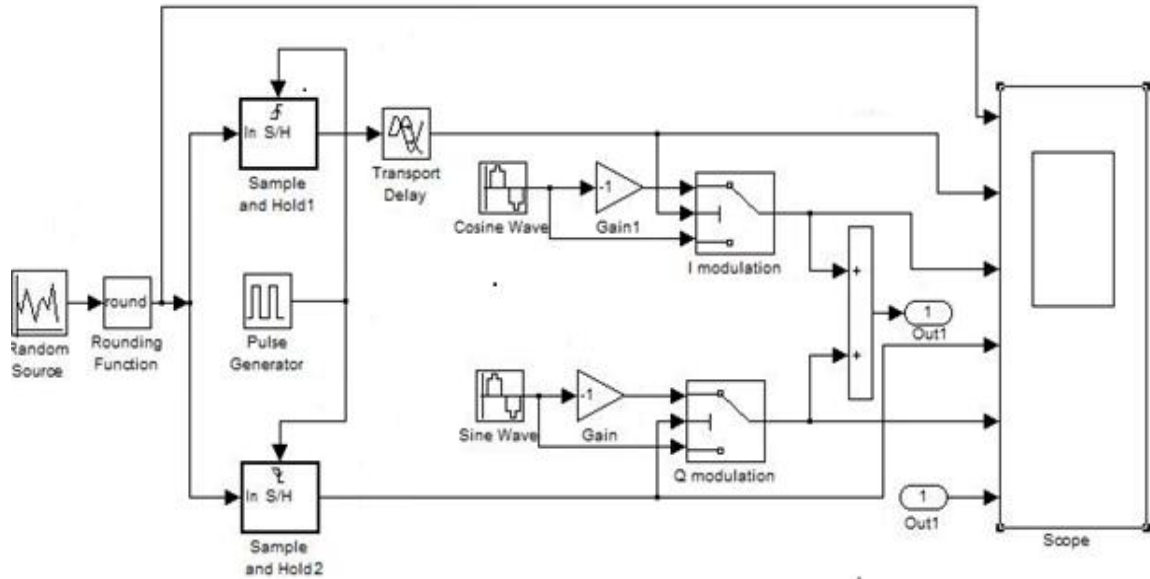 In S/H
Sample
and Hold1
Transport
Delay
Cosine Wave
-1
Gain1
I modulation
Random
Source
round
Rounding
Function
Pulse
Generator
+
+
1
Out1
Sine Wave
-1
Gain
Q modulation
In S/H
Sample
and Hold2
1
Out1
Scope